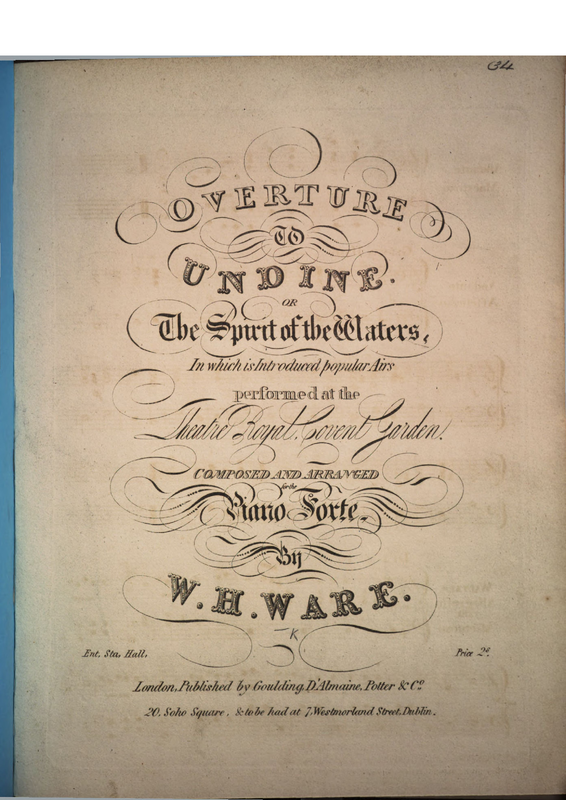 34
OVERTURE
TO
UNDINE.
OR
The Spirit of the Waters,
In which is Introduced popular Airs
performed at the
Theatre Royal, Covent Garden.
COMPOSED AND ARRANGED
for the
Piano Forte,
By
W. H. WARE.
K
Ent. Sta. Hall.
Price 2s.
London, Published by Goulding, D'Almaine, Potter & Co.
20, Soho Square, & to be had at 7, Westmorland Street, Dublin.